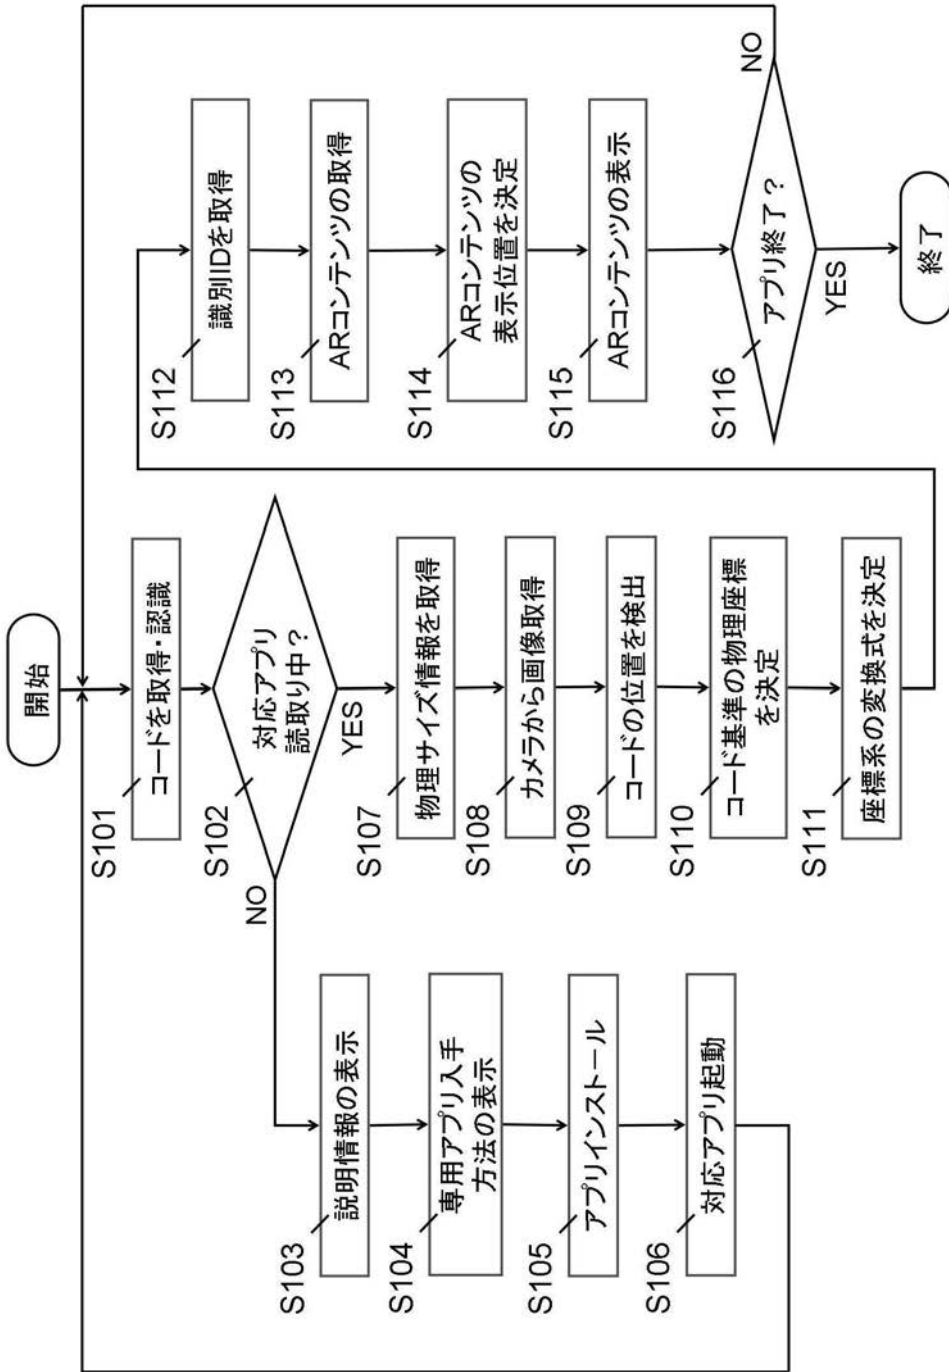 開始
S101
コードを取得・認識
S102
対応アプリ
読取り中？
NO
YES
S103
説明情報の表示
S104
専用アプリ入手
方法の表示
S105
アプリインストール
S106
対応アプリ起動
S107
物理サイズ情報を取得
S108
カメラから画像取得
S109
コードの位置を検出
S110
コード基準の物理座標
を決定
S111
座標系の変換式を決定
S112
識別IDを取得
S113
ARコンテンツの取得
S114
ARコンテンツの
表示位置を決定
S115
ARコンテンツの表示
S116
アプリ終了？
NO
YES
終了